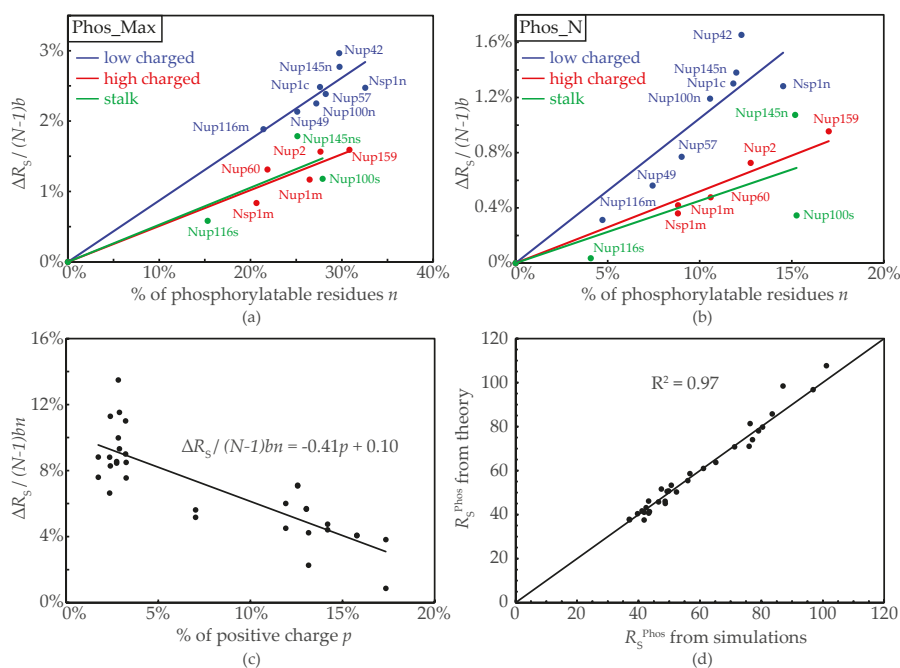 Phos_Max
low charged
high charged
stalk
Nup42
Nup145n
Nup1c
Nsp1n
Nup57
Nup100n
Nup49
Nup116m
Nup145ns
Nup2
Nup159
Nup60
Nup100s
Nup1m
Nsp1m
Nup116s
3%
2%
1%
0%
0% 10% 20% 30% 40%
ΔR_S / (N-1)b
% of phosphorylatable residues n
(a)
Phos_N
low charged
high charged
stalk
Nup42
Nup145n
Nup1c
Nsp1n
Nup100n
Nup145n
Nup159
Nup57
Nup2
Nup49
Nup60
Nup116m
Nup1m
Nsp1m
Nup100s
Nup116s
1.6%
1.2%
0.8%
0.4%
0%
0% 5% 10% 15% 20%
ΔR_S / (N-1)b
% of phosphorylatable residues n
(b)
16%
12%
8%
4%
0%
0% 5% 10% 15% 20%
ΔR_S / (N-1)bn
ΔR_S / (N-1)bn = -0.41p + 0.10
% of positive charge p
(c)
120
100
80
60
40
20
0
0 20 40 60 80 100 120
R_S^Phos from theory
R² = 0.97
R_S^Phos from simulations
(d)